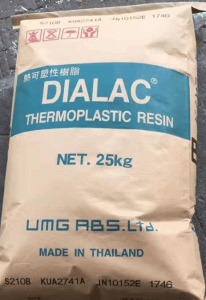 S210B KUA2741A JN10152E 1746
熱可塑性樹脂
DIALAC®
THERMOPLASTIC RESIN
NET. 25kg
UMG ABS.Ltd.
MADE IN THAILAND
S210B KUA2741A JN10152E 1746